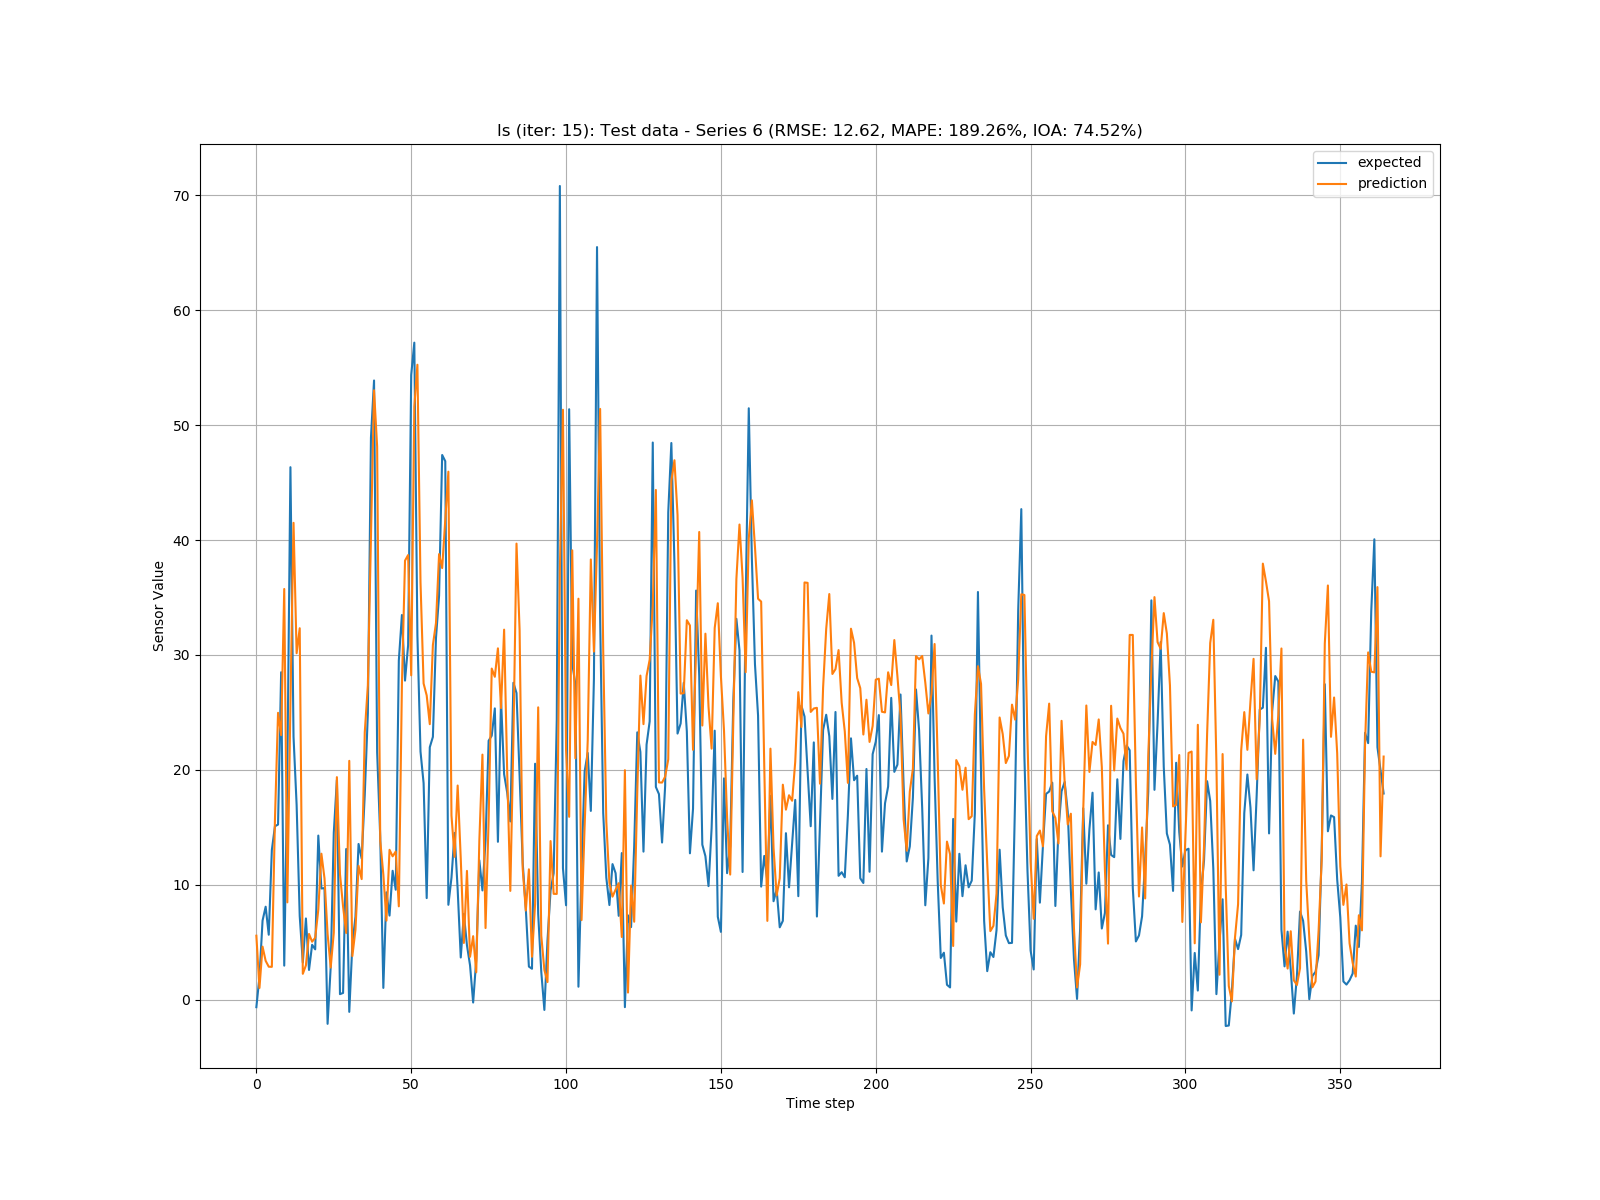 ls (iter: 15): Test data - Series 6 (RMSE: 12.62, MAPE: 189.26%, IOA: 74.52%)
expected
prediction
70
60
50
40
30
20
10
0
Sensor Value
0 50 100 150 200 250 300 350
Time step